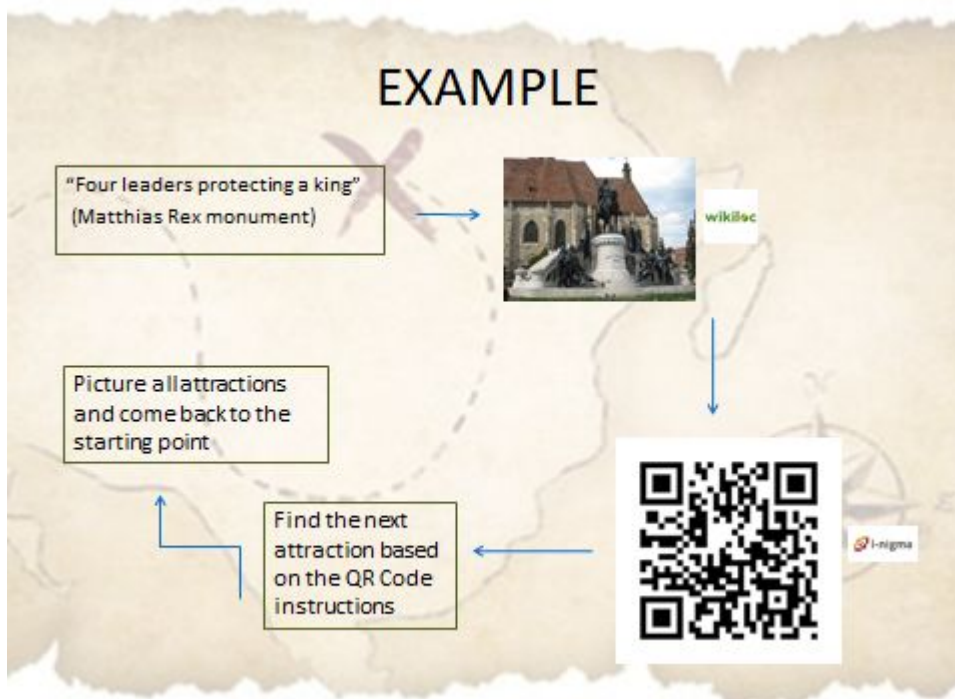 EXAMPLE
“Four leaders protecting a king”
(Matthias Rex monument)
wikiloc
Picture all attractions
and come back to the
starting point
Find the next
attraction based
on the QR Code
instructions
i-nigma